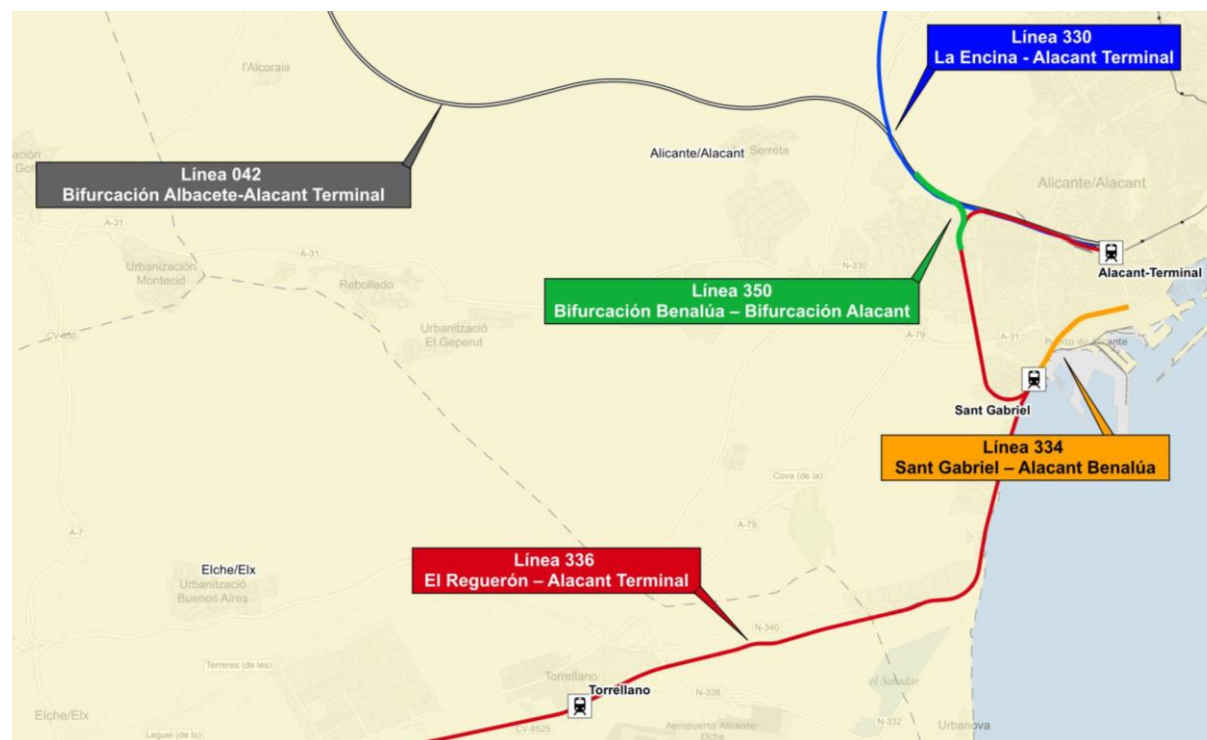 Línea 330
La Encina - Alacant Terminal
l'Alcoraia
Alicante/Alacant
Serreta
Línea 042
Bifurcación Albacete-Alacant Terminal
Alicante/Alacant
A-31
A-31
Urbanización
Montecid
Rebolledo
N-330
Alacant-Terminal
Línea 350
Bifurcación Benalúa – Bifurcación Alacant
Urbanització
El Geperut
CV-850
A-79
A-31
Puerto de Alicante
Sant Gabriel
Línea 334
Sant Gabriel – Alacant Benalúa
Cova (de la)
A-79
A-7
Línea 336
El Reguerón – Alacant Terminal
Elche/Elx
Urbanització
Buenos Aires
N-340
Terreres (de les)
Torrellano
Torrellano
el Saladar
N-338
Elche/Elx
CV-8525
Aeropuerto Alicante-
Elche
N-332
Urbanova
Leguei (de lo)